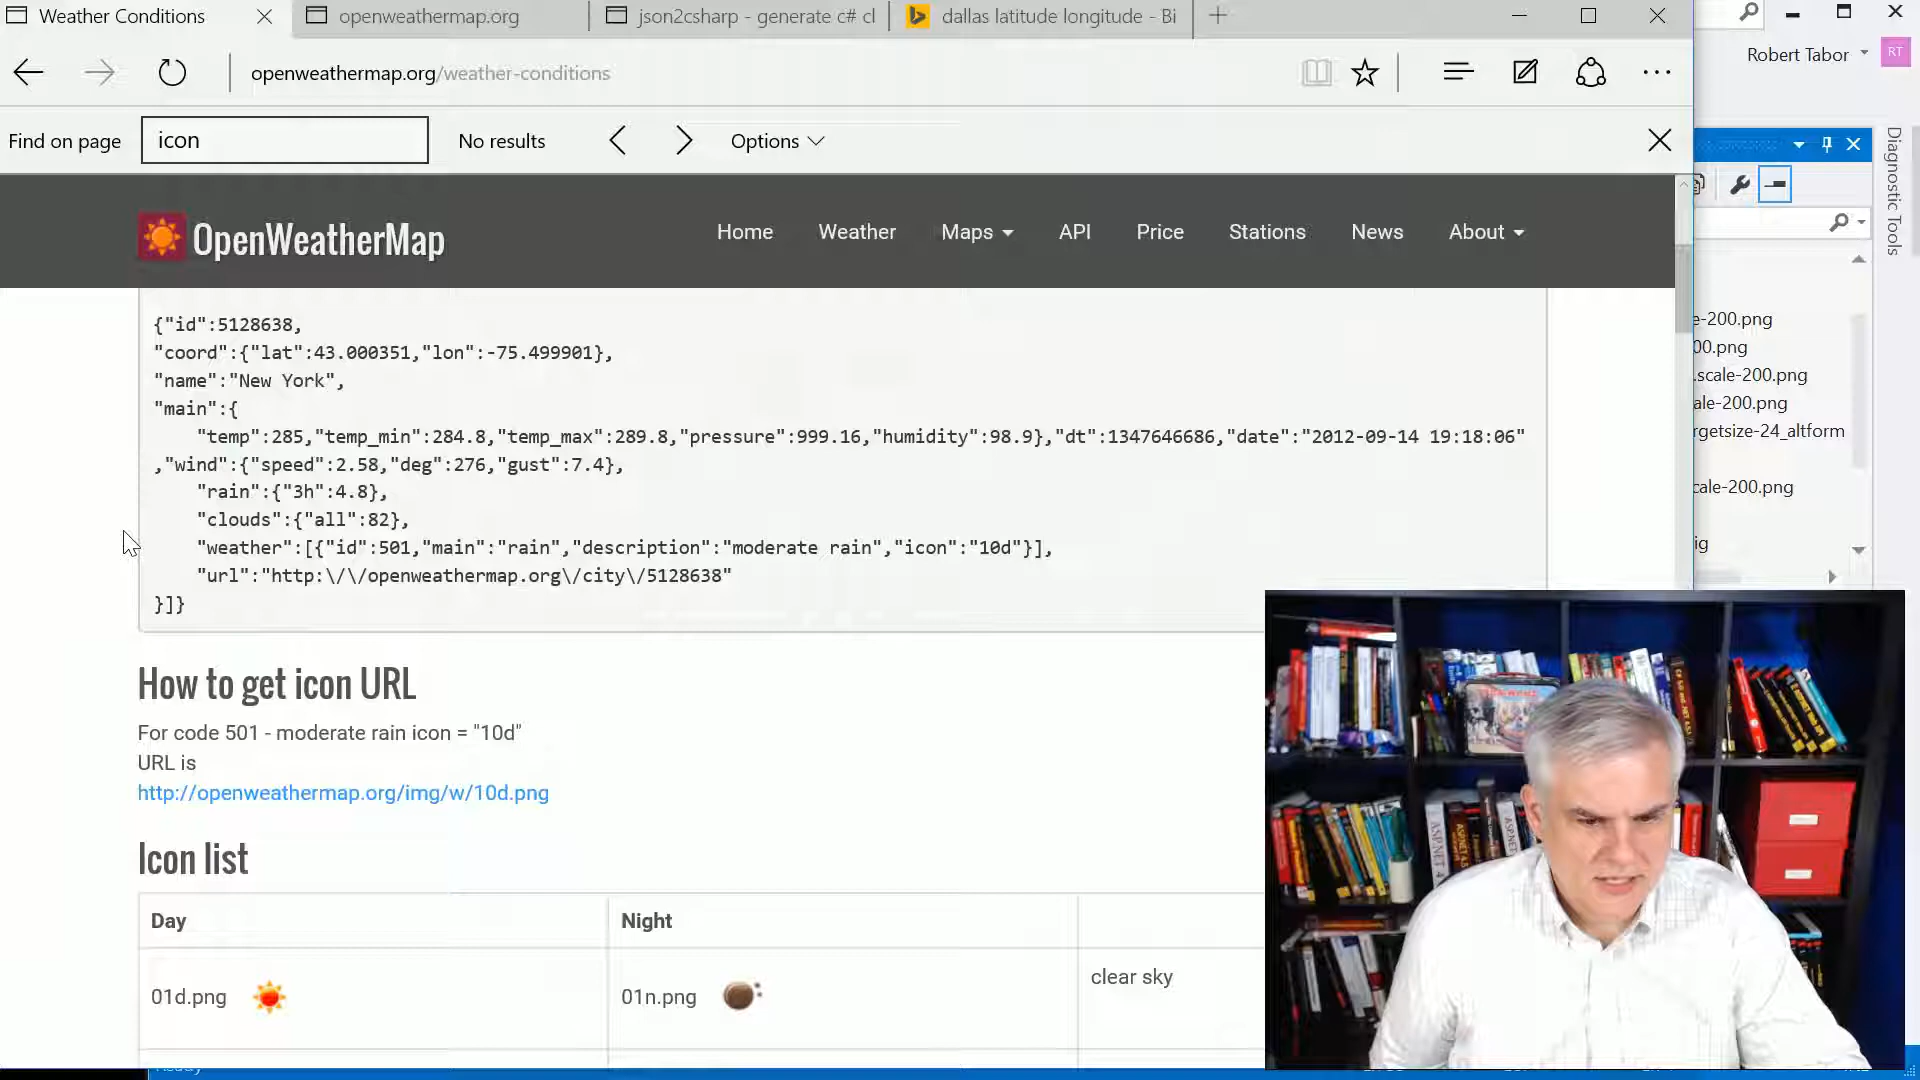 Weather Conditions
openweathermap.org
json2csharp - generate c# cl
dallas latitude longitude - Bi
Robert Tabor
RT
openweathermap.org/weather-conditions
Find on page
icon
No results
Options
Diagnostic Tools
OpenWeatherMap
Home
Weather
Maps
API
Price
Stations
News
About
{"id":5128638,
"coord":{"lat":43.000351,"lon":-75.499901},
"name":"New York",
"main":{
"temp":285,"temp_min":284.8,"temp_max":289.8,"pressure":999.16,"humidity":98.9},"dt":1347646686,"date":"2012-09-14 19:18:06"
,"wind":{"speed":2.58,"deg":276,"gust":7.4},
"rain":{"3h":4.8},
"clouds":{"all":82},
"weather":[{"id":501,"main":"rain","description":"moderate rain","icon":"10d"}],
"url":"http:\/\/openweathermap.org\/city\/5128638"
}]}
e-200.png
00.png
.scale-200.png
ale-200.png
rgetsize-24_altform
cale-200.png
ig
How to get icon URL
For code 501 - moderate rain icon = "10d"
URL is
http://openweathermap.org/img/w/10d.png
Icon list
Day
Night
01d.png
01n.png
clear sky